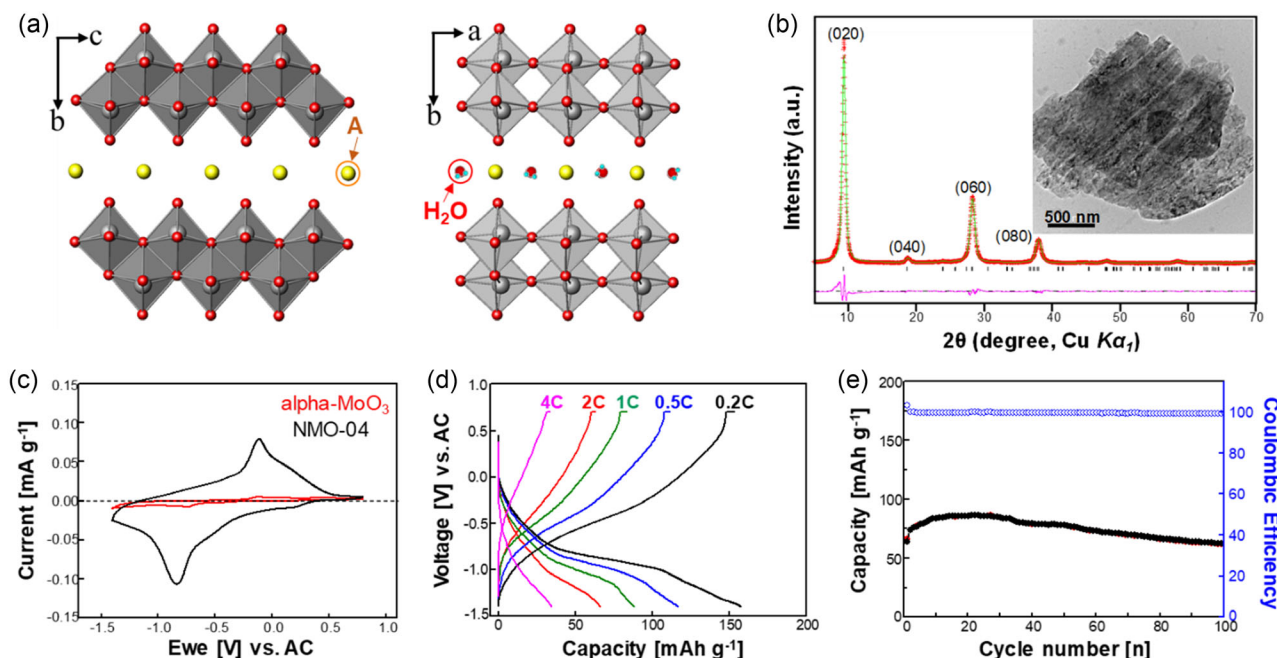 (a)
c
b
A
a
b
H₂O
(b)
Intensity (a.u.)
(020)
(040)
(060)
(080)
500 nm
10
20
30
40
50
60
70
2θ (degree, Cu Kα₁)
(c)
Current [mA g⁻¹]
0.15
0.10
0.05
0.00
-0.05
-0.10
0.15
alpha-MoO₃
NMO-04
-1.5
-1.0
-0.5
0.0
0.5
1.0
Ewe [V] vs. AC
(d)
Voltage [V] vs. AC
1.0
0.5
0.0
-0.5
-1.0
-1.5
4C
2C
1C
0.5C
0.2C
0
50
100
150
200
Capacity [mAh g⁻¹]
(e)
Capacity [mAh g⁻¹]
200
150
100
50
0
0
20
40
60
80
100
Cycle number [n]
100
80
60
40
20
0
Coulombic Efficiency